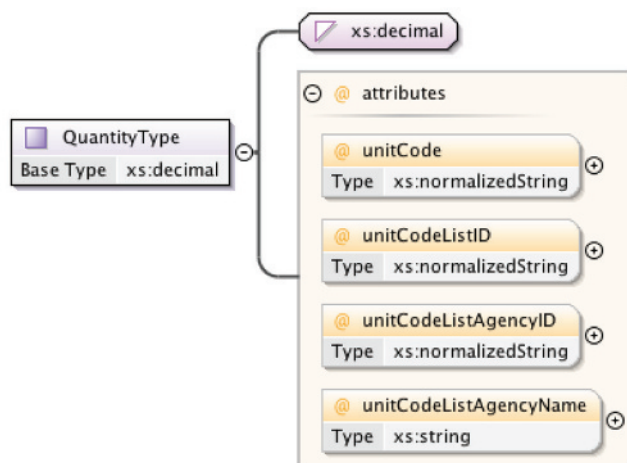 xs:decimal
@ attributes
QuantityType
Base Type xs:decimal
@ unitCode
Type xs:normalizedString
@ unitCodeListID
Type xs:normalizedString
@ unitCodeListAgencyID
Type xs:normalizedString
@ unitCodeListAgencyName
Type xs:string